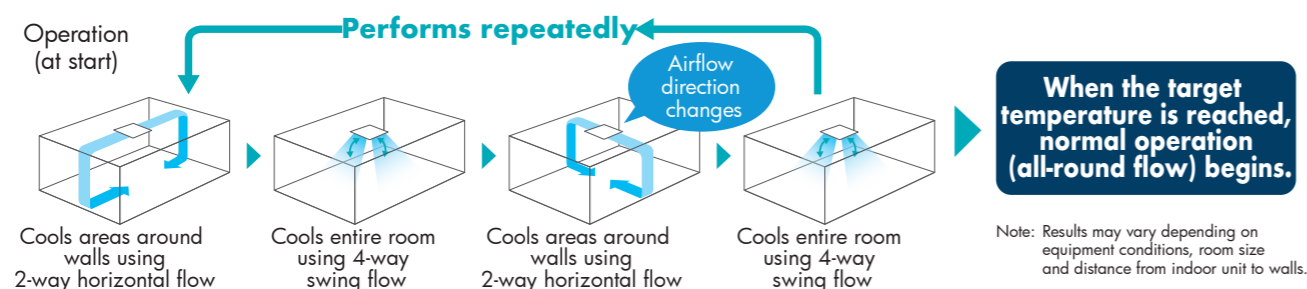 Operation
(at start)
Performs repeatedly
Airflow
direction
changes
Cools areas around
walls using
2-way horizontal flow
Cools entire room
using 4-way
swing flow
Cools areas around
walls using
2-way horizontal flow
Cools entire room
using 4-way
swing flow
When the target
temperature is reached,
normal operation
(all-round flow) begins.
Note: Results may vary depending on
equipment conditions, room size
and distance from indoor unit to walls.